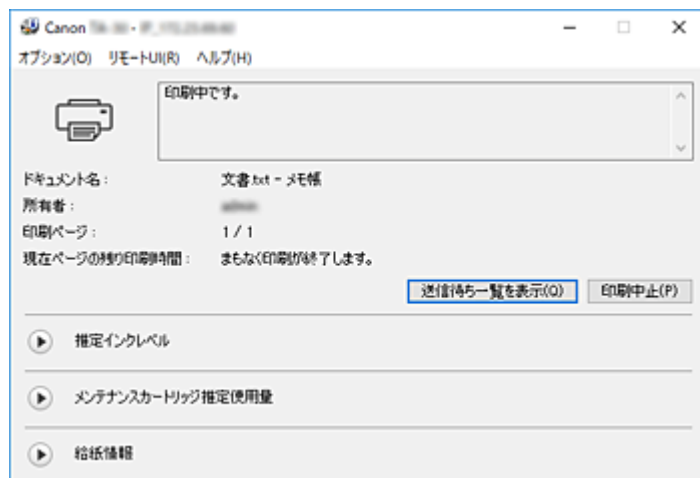 Canon
オプション(O) リモートUI(R) ヘルプ(H)
印刷中です。
ドキュメント名： 文書.txt - メモ帳
所有者：
印刷ページ： 1 / 1
現在ページの残り印刷時間： まもなく印刷が終了します。
送信待ち一覧を表示(Q) 印刷中止(P)
推定インクレベル
メンテナンスカートリッジ推定使用量
給紙情報